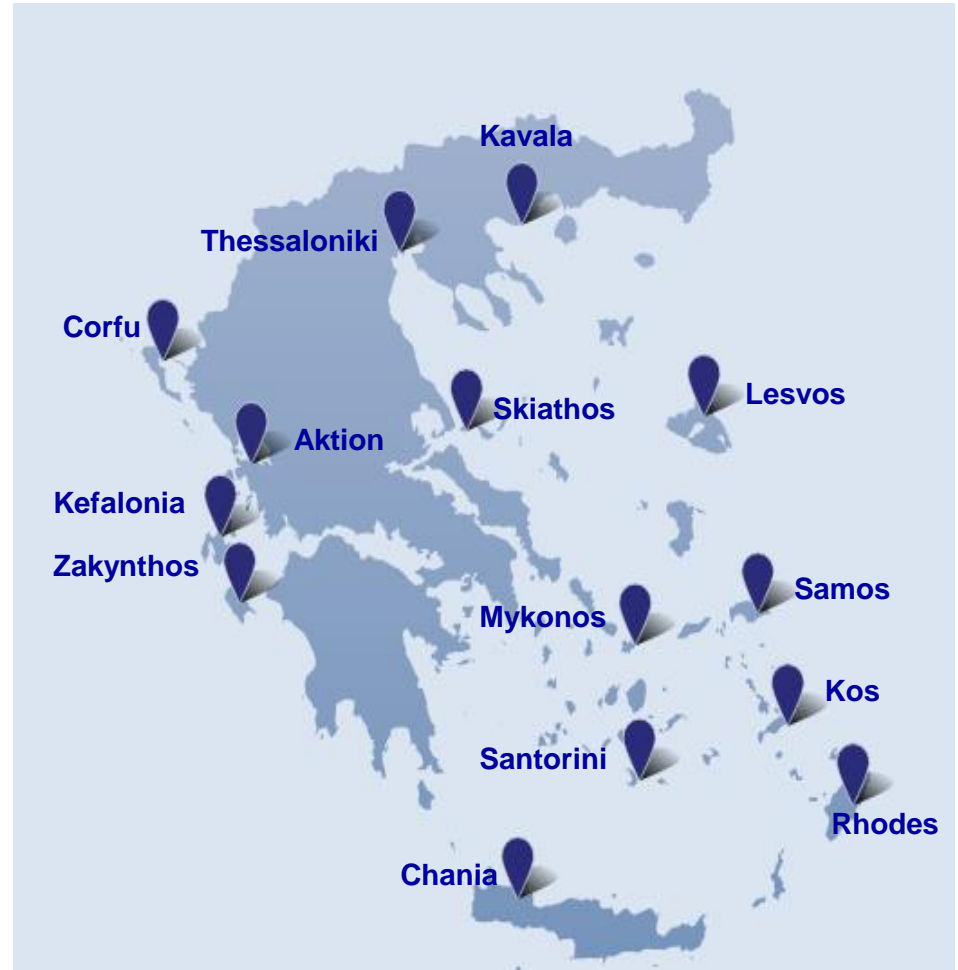 Kavala
Thessaloniki
Corfu
Lesvos
Skiathos
Aktion
Kefalonia
Zakynthos
Samos
Mykonos
Kos
Santorini
Rhodes
Chania